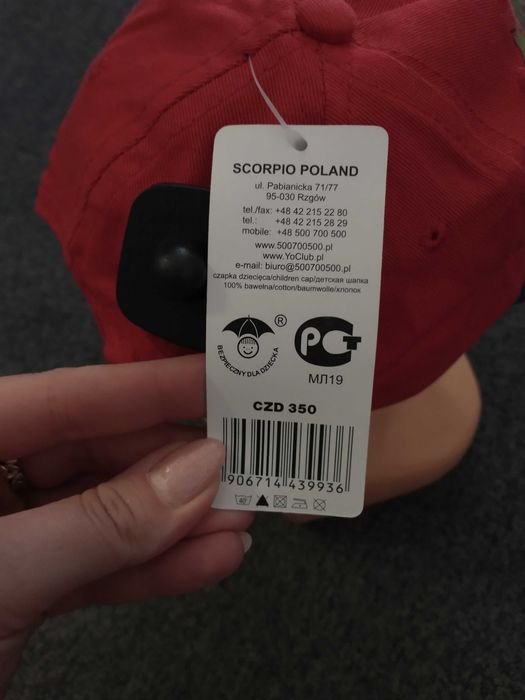 SCORPIO POLAND
ul. Pabianicka 71/77
95-030 Rzgów
tel./fax: +48 42 215 22 80
tel.: +48 42 215 28 29
mobile: +48 500 700 500
www.500700500.pl
www.YoClub.pl
e-mail: biuro@500700500.pl
czapka dziecięca/children cap/детская шапка
100% bawełna/cotton/baumwolle/хлопок
®
BEZPIECZNY DLA DZIECKA
РСТ
МЛ19
CZD 350
906714 439936
40°